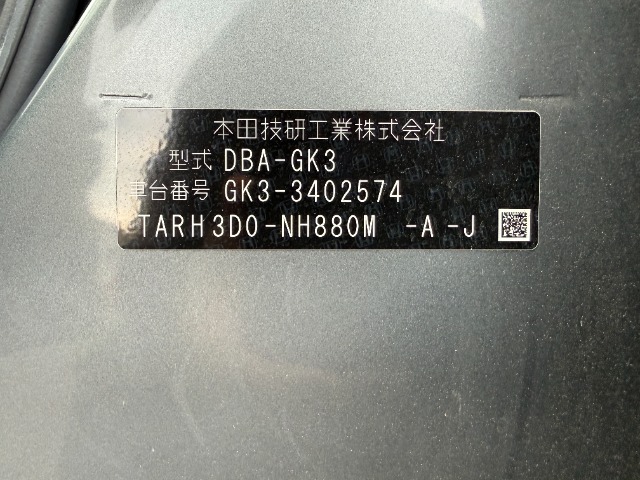 本田技研工業株式会社
型式 DBA-GK3
車台番号 GK3-3402574
TARH3D0-NH880M -A-J